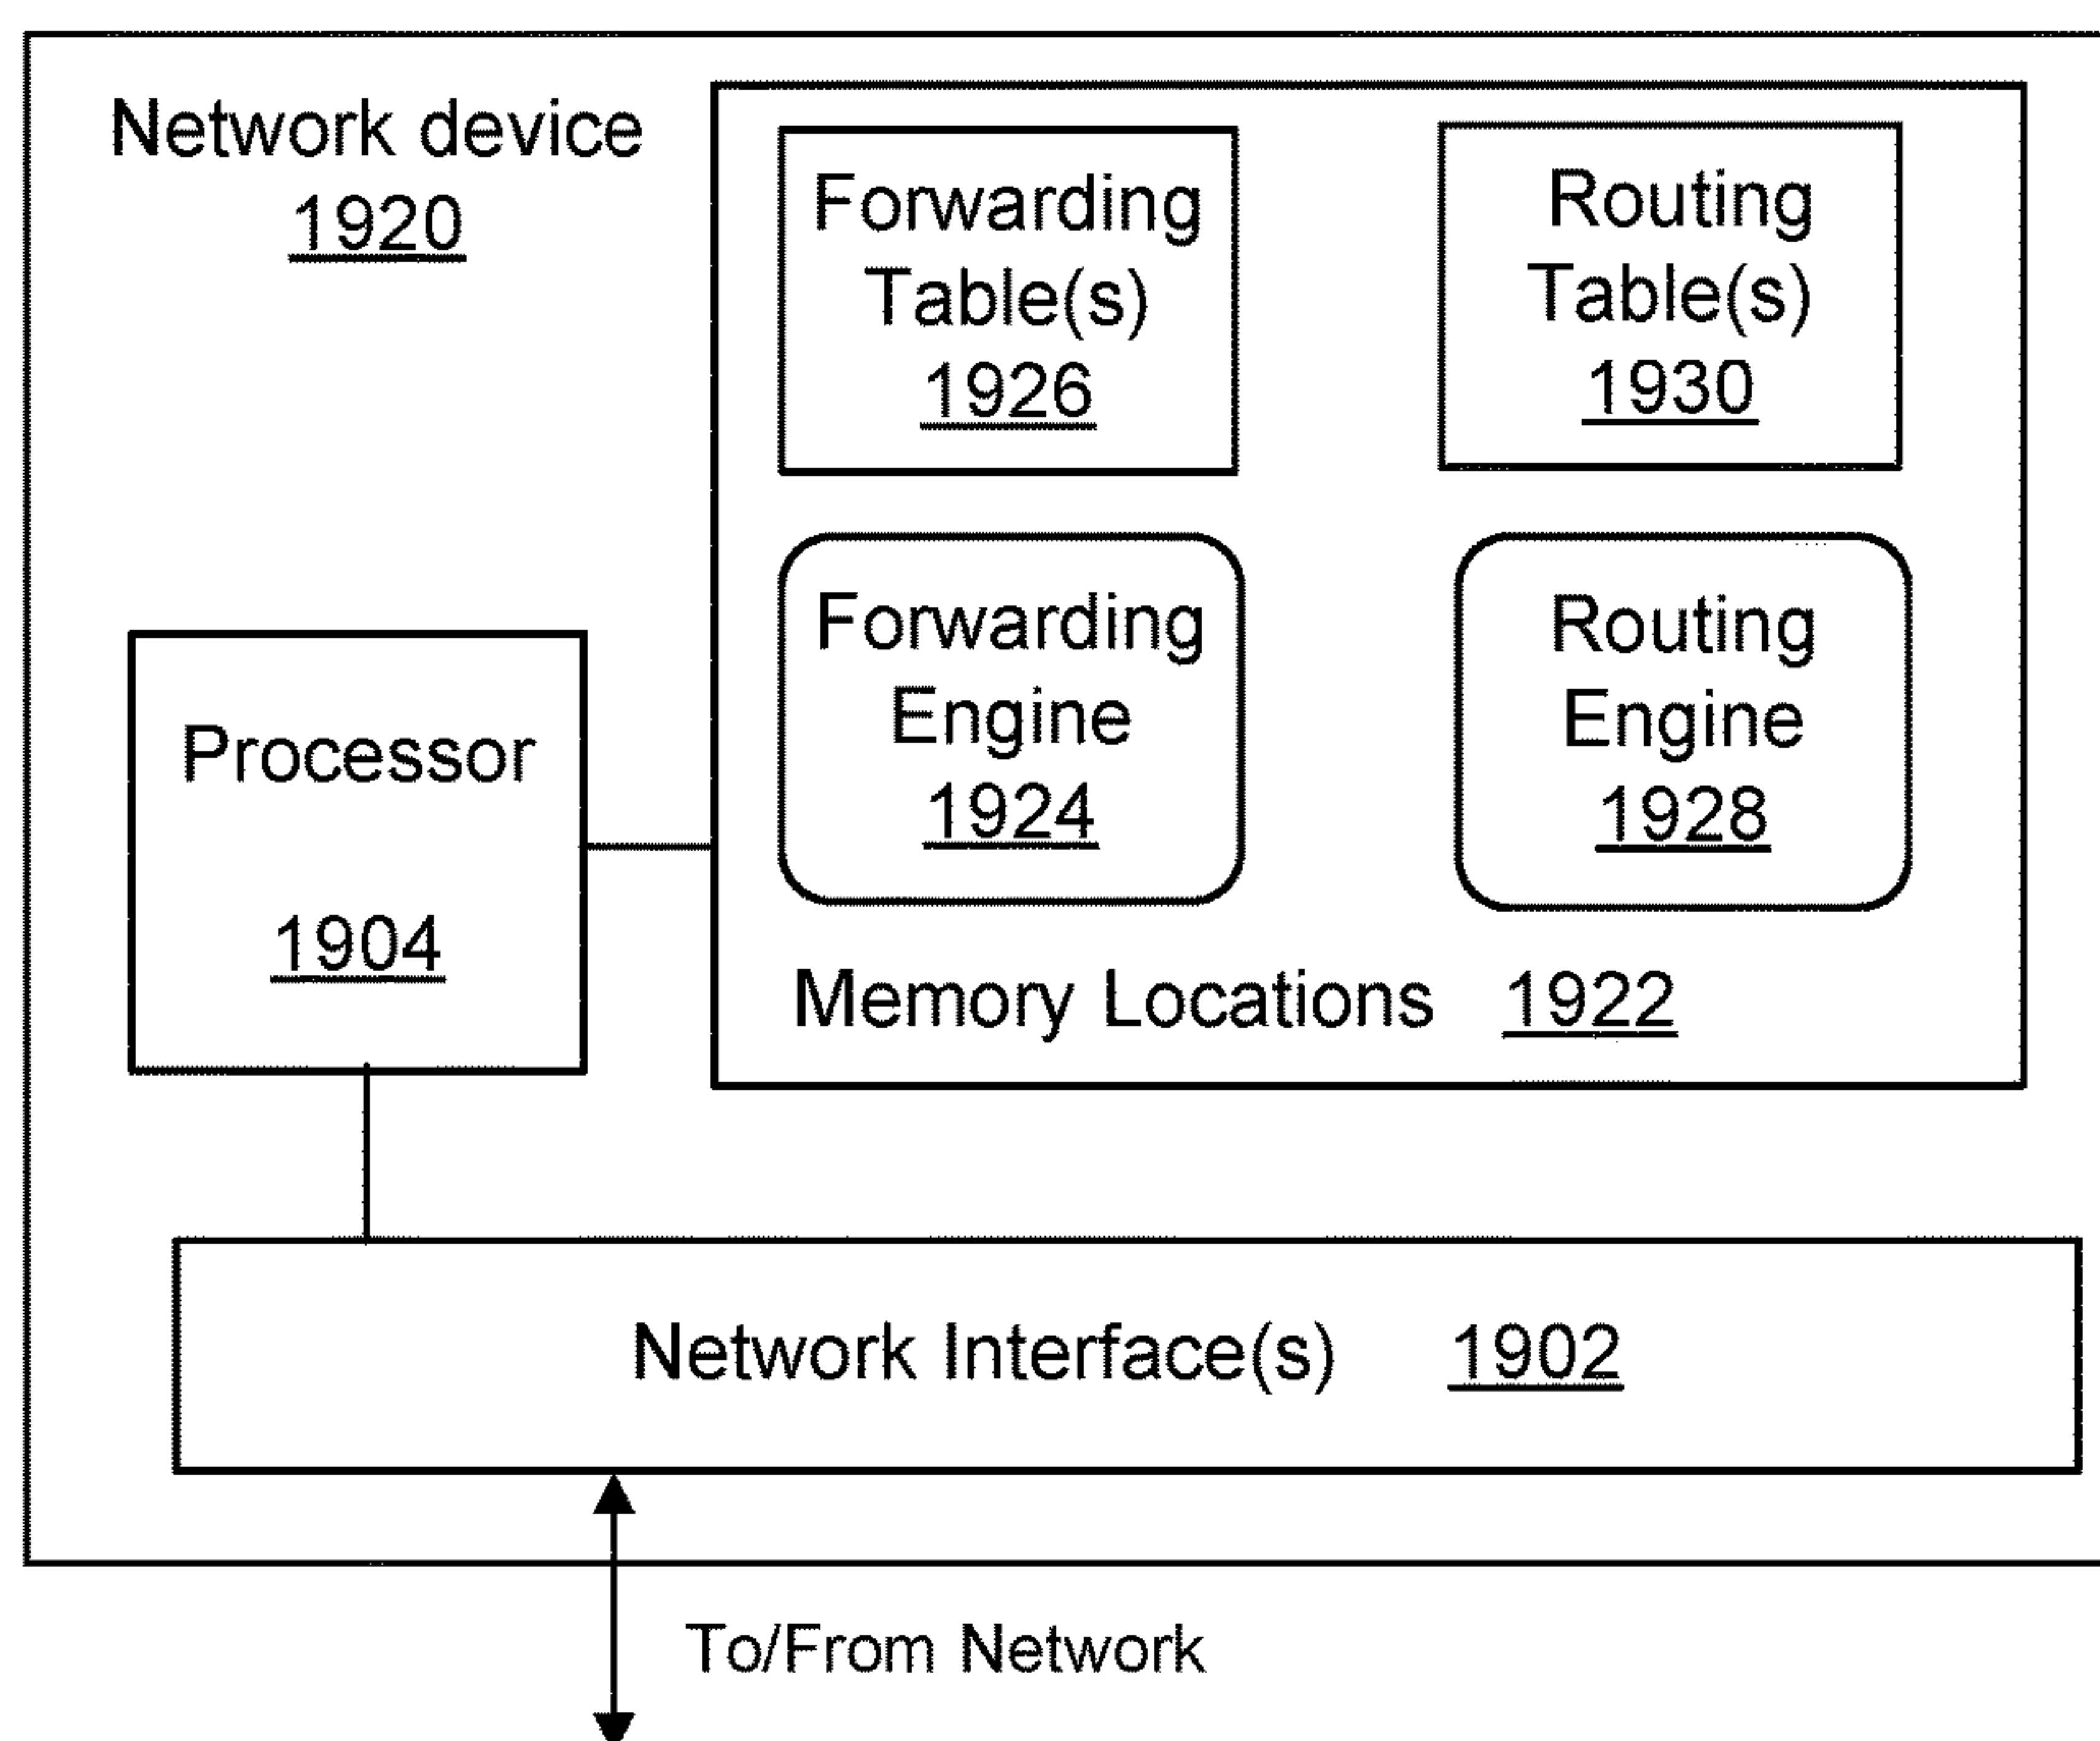 Network device
1920
Forwarding
Table(s)
1926
Routing
Table(s)
1930
Forwarding
Engine
1924
Routing
Engine
1928
Processor
1904
Memory Locations 1922
Network Interface(s) 1902
To/From Network